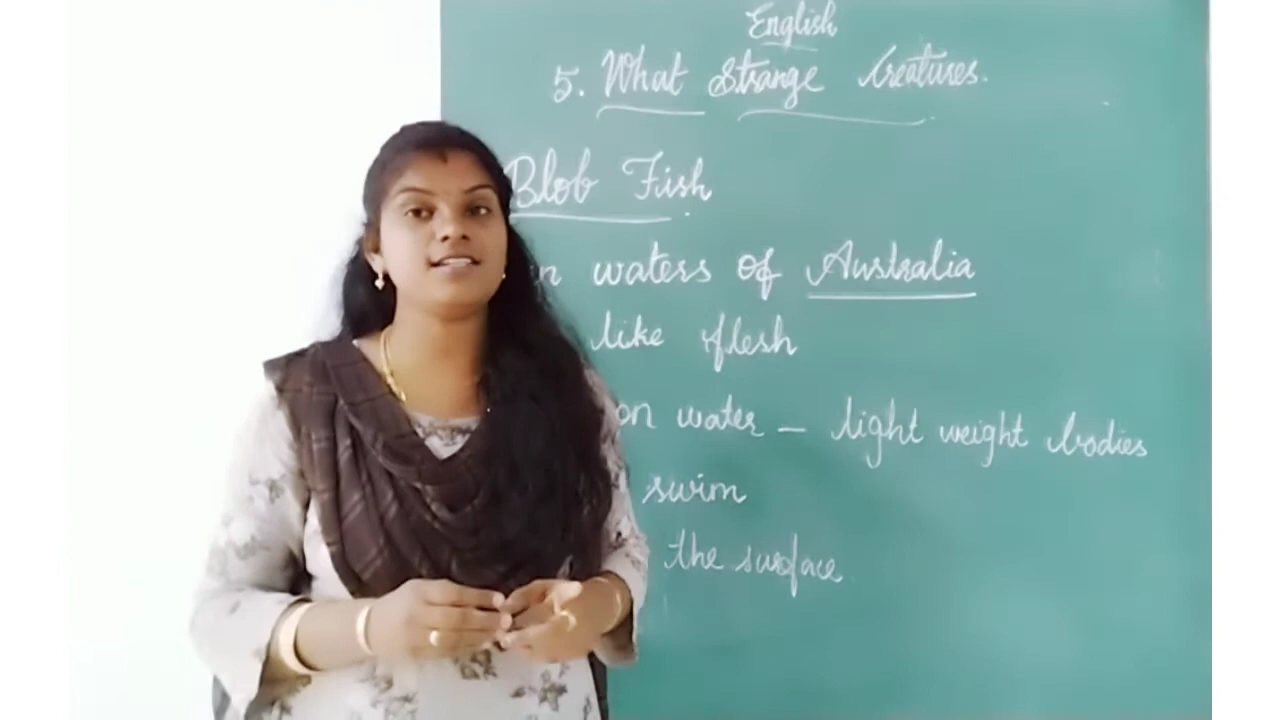 English
5. What Strange Creatures.
Blob Fish
waters of Australia
like flesh
on water – light weight bodies
swim
the surface